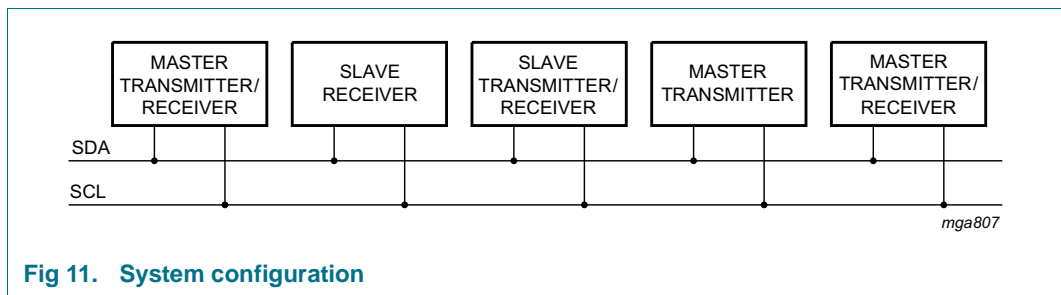 MASTER
TRANSMITTER/
RECEIVER
SLAVE
RECEIVER
SLAVE
TRANSMITTER/
RECEIVER
MASTER
TRANSMITTER
MASTER
TRANSMITTER/
RECEIVER
SDA
SCL
mga807
Fig 11. System configuration